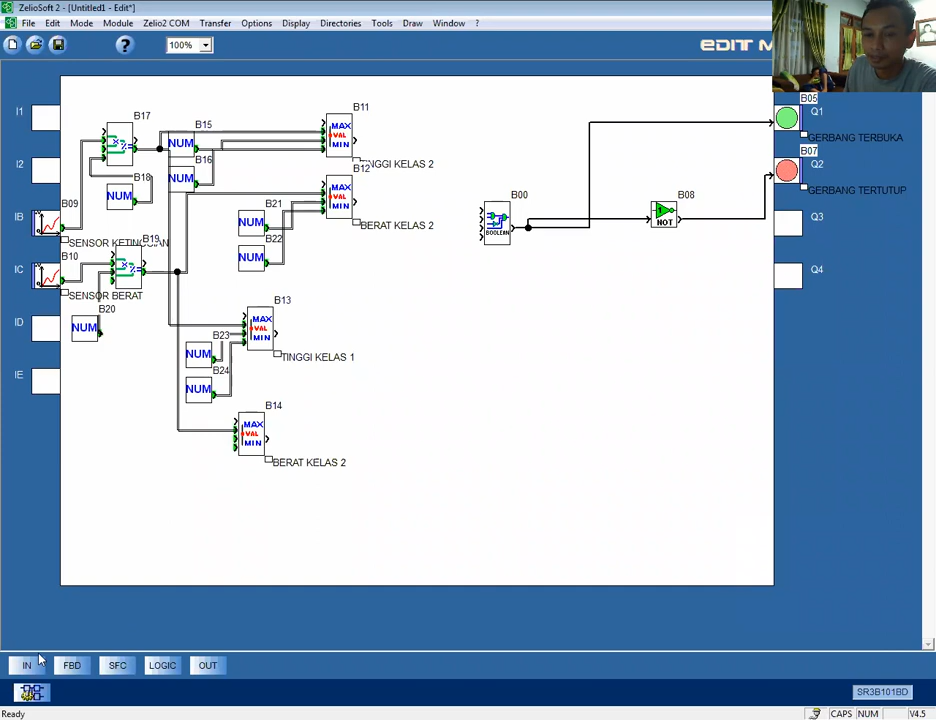 ZelioSoft 2 - [Untitled1 - Edit*]
File Edit Mode Module Zelio2 COM Transfer Options Display Directories Tools Draw Window ?
100%
EDIT M
I1
I2
IB
IC
ID
IE
B17
B15
B11
NUM
MAX
VAL
MIN
TINGGI KELAS 2
B16
NUM
B12
B18
NUM
MAX
VAL
MIN
BERAT KELAS 2
B09
B21
NUM
B22
NUM
SENSOR
B19
B10
SENSOR BERAT
B20
NUM
B13
MAX
VAL
MIN
TINGGI KELAS 1
B23
NUM
B24
NUM
B14
MAX
VAL
MIN
BERAT KELAS 2
B00
BOOLEAN
B08
1
NOT
B05
Q1
GERBANG TERBUKA
B07
Q2
GERBANG TERTUTUP
Q3
Q4
IN FBD SFC LOGIC OUT
SR3B101BD
Ready
CAPS NUM V4.5